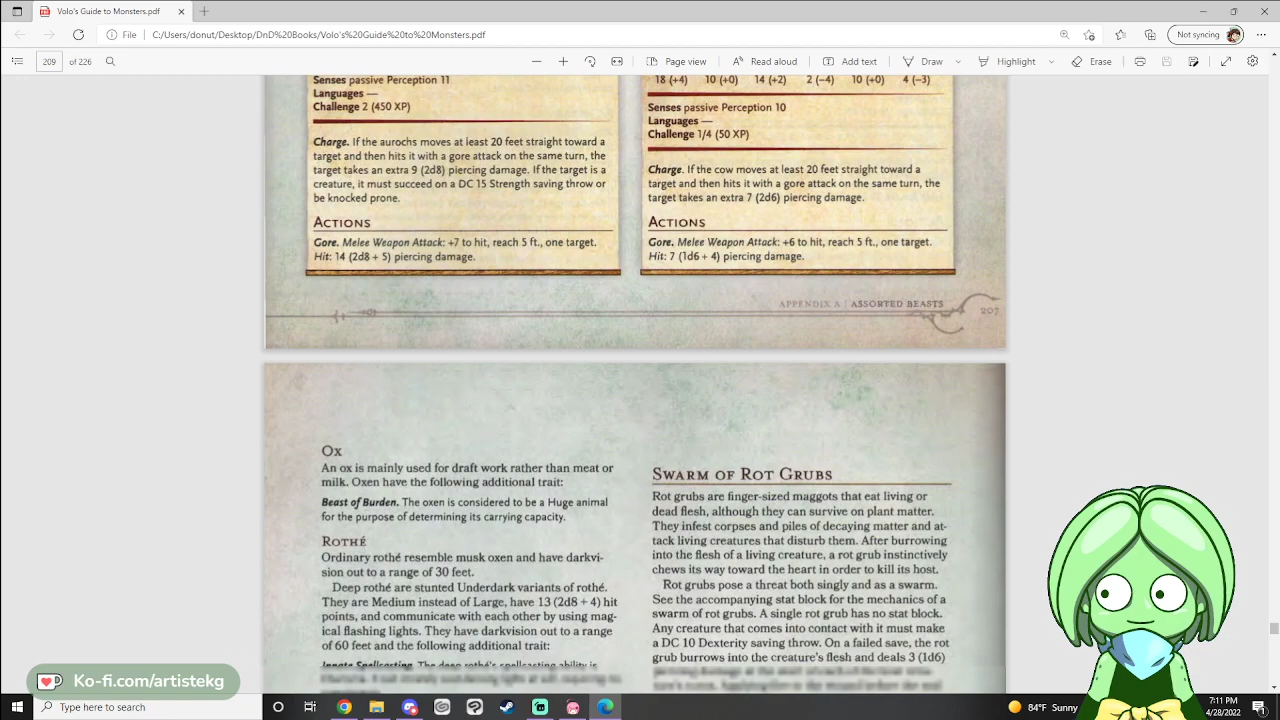 Volo's Guide to Monsters.pdf
File
C:/Users/donut/Desktop/DnD%20Books/Volo's%20Guide%20to%20Monsters.pdf
Not syncing
209 of 226
Page view
Read aloud
Add text
Draw
Highlight
Erase
Senses passive Perception 11
Languages —
Challenge 2 (450 XP)
Charge. If the aurochs moves at least 20 feet straight toward a
target and then hits it with a gore attack on the same turn, the
target takes an extra 9 (2d8) piercing damage. If the target is a
creature, it must succeed on a DC 15 Strength saving throw or
be knocked prone.
Actions
Gore. Melee Weapon Attack: +7 to hit, reach 5 ft., one target.
Hit: 14 (2d8 + 5) piercing damage.
18 (+4) 10 (+0) 14 (+2) 2 (−4) 10 (+0) 4 (−3)
Senses passive Perception 10
Languages —
Challenge 1/4 (50 XP)
Charge. If the cow moves at least 20 feet straight toward a
target and then hits it with a gore attack on the same turn, the
target takes an extra 7 (2d6) piercing damage.
Actions
Gore. Melee Weapon Attack: +6 to hit, reach 5 ft., one target.
Hit: 7 (1d6 + 4) piercing damage.
APPENDIX A | ASSORTED BEASTS
207
Ox
An ox is mainly used for draft work rather than meat or
milk. Oxen have the following additional trait:
Beast of Burden. The oxen is considered to be a Huge animal
for the purpose of determining its carrying capacity.
Rothé
Ordinary rothé resemble musk oxen and have darkvi-
sion out to a range of 30 feet.
Deep rothé are stunted Underdark variants of rothé.
They are Medium instead of Large, have 13 (2d8 + 4) hit
points, and communicate with each other by using mag-
ical flashing lights. They have darkvision out to a range
of 60 feet and the following additional trait:
Innate Spellcasting. The deep rothé's spellcasting ability is
Swarm of Rot Grubs
Rot grubs are finger-sized maggots that eat living or
dead flesh, although they can survive on plant matter.
They infest corpses and piles of decaying matter and at-
tack living creatures that disturb them. After burrowing
into the flesh of a living creature, a rot grub instinctively
chews its way toward the heart in order to kill its host.
Rot grubs pose a threat both singly and as a swarm.
See the accompanying stat block for the mechanics of a
swarm of rot grubs. A single rot grub has no stat block.
Any creature that comes into contact with it must make
a DC 10 Dexterity saving throw. On a failed save, the rot
grub burrows into the creature's flesh and deals 3 (1d6)
Ko-fi.com/artistekg
Type here to search
84°F Sunny
7:11 PM
4/28/2022